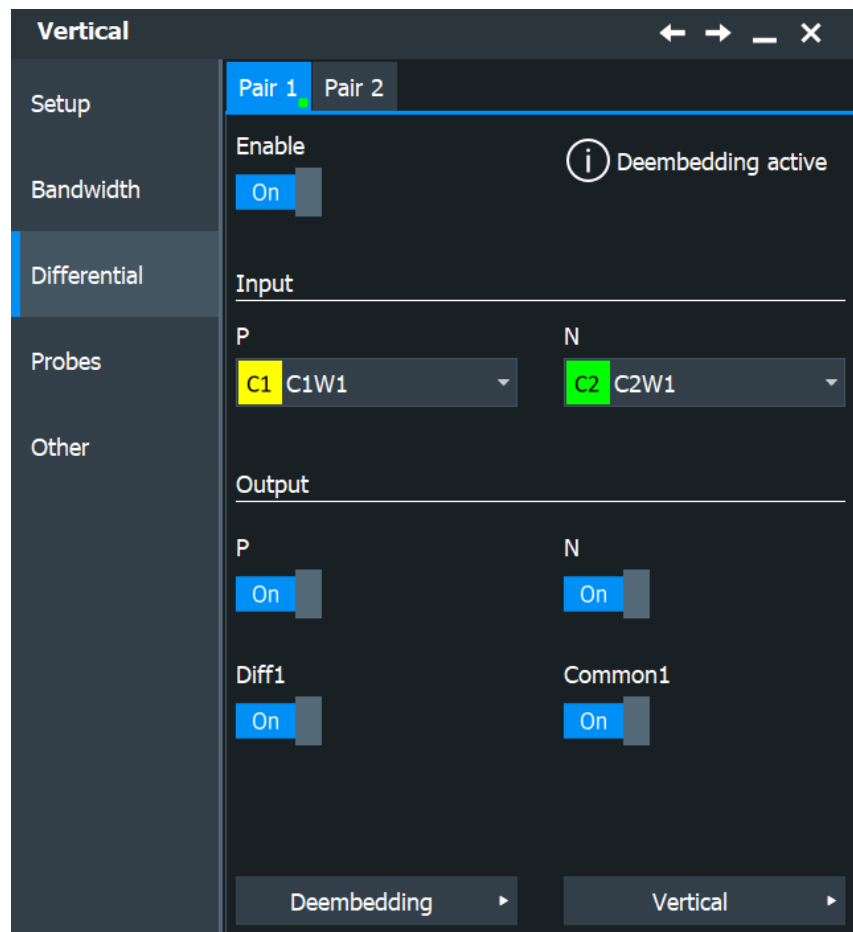 Vertical
Setup
Bandwidth
Differential
Probes
Other
Pair 1 Pair 2
Enable
On
i Deembedding active
Input
P N
C1 C1W1 C2 C2W1
Output
P N
On On
Diff1 Common1
On On
Deembedding Vertical